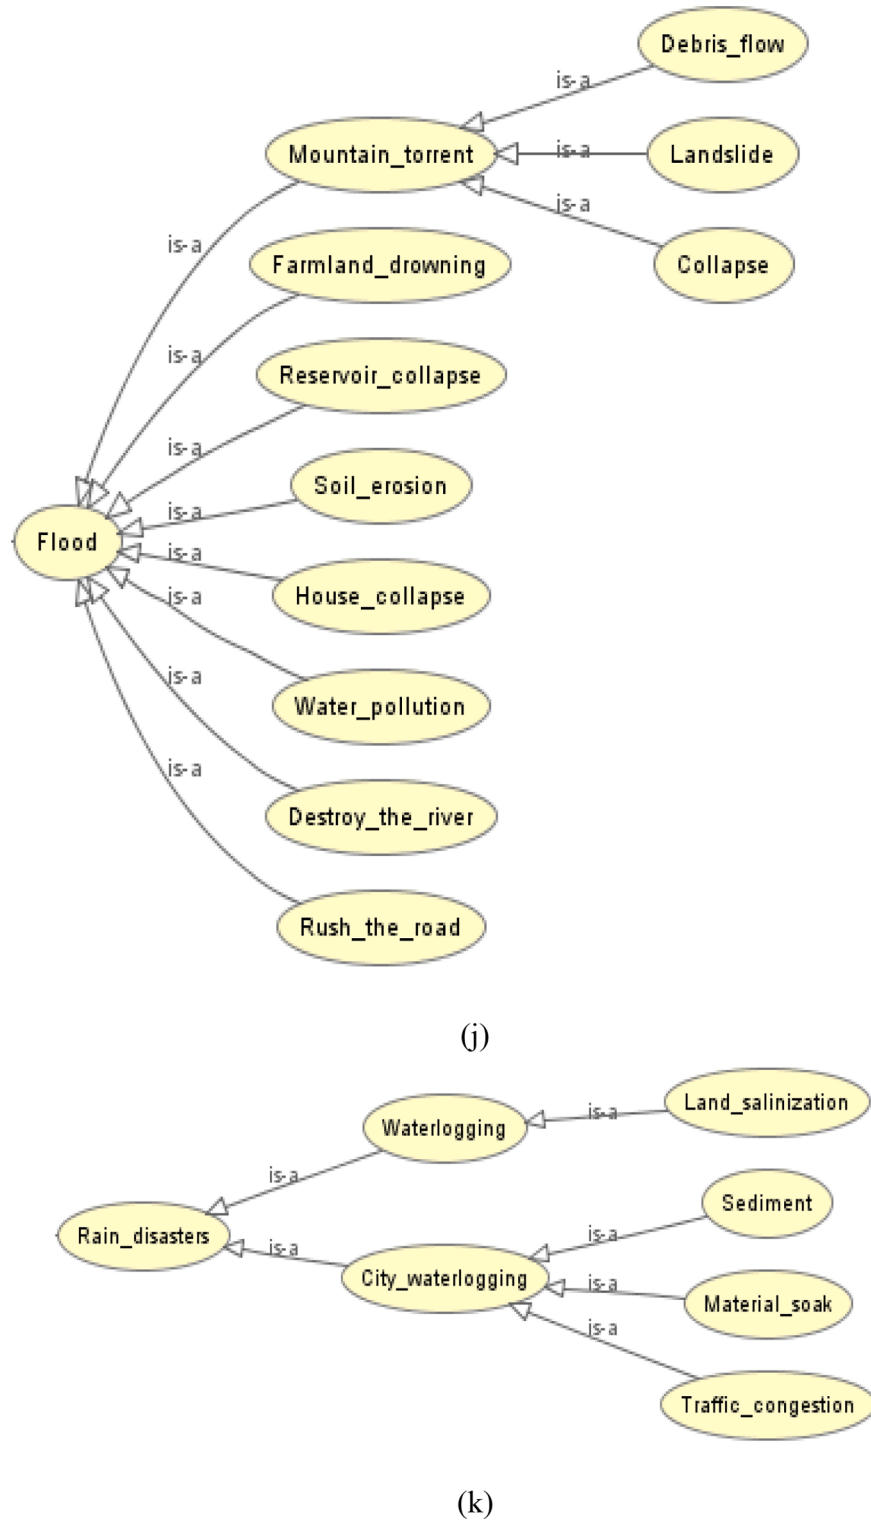 Debris_flow
is-a
Mountain_torrent
is-a
Landslide
is-a
Collapse
is-a
Farmland_drowning
is-a
Reservoir_collapse
is-a
Soil_erosion
is-a
Flood
is-a
House_collapse
is-a
Water_pollution
is-a
Destroy_the_river
is-a
Rush_the_road
(j)
Land_salinization
is-a
Waterlogging
is-a
Sediment
Rain_disasters
is-a
is-a
City_waterlogging
is-a
Material_soak
is-a
Traffic_congestion
(k)